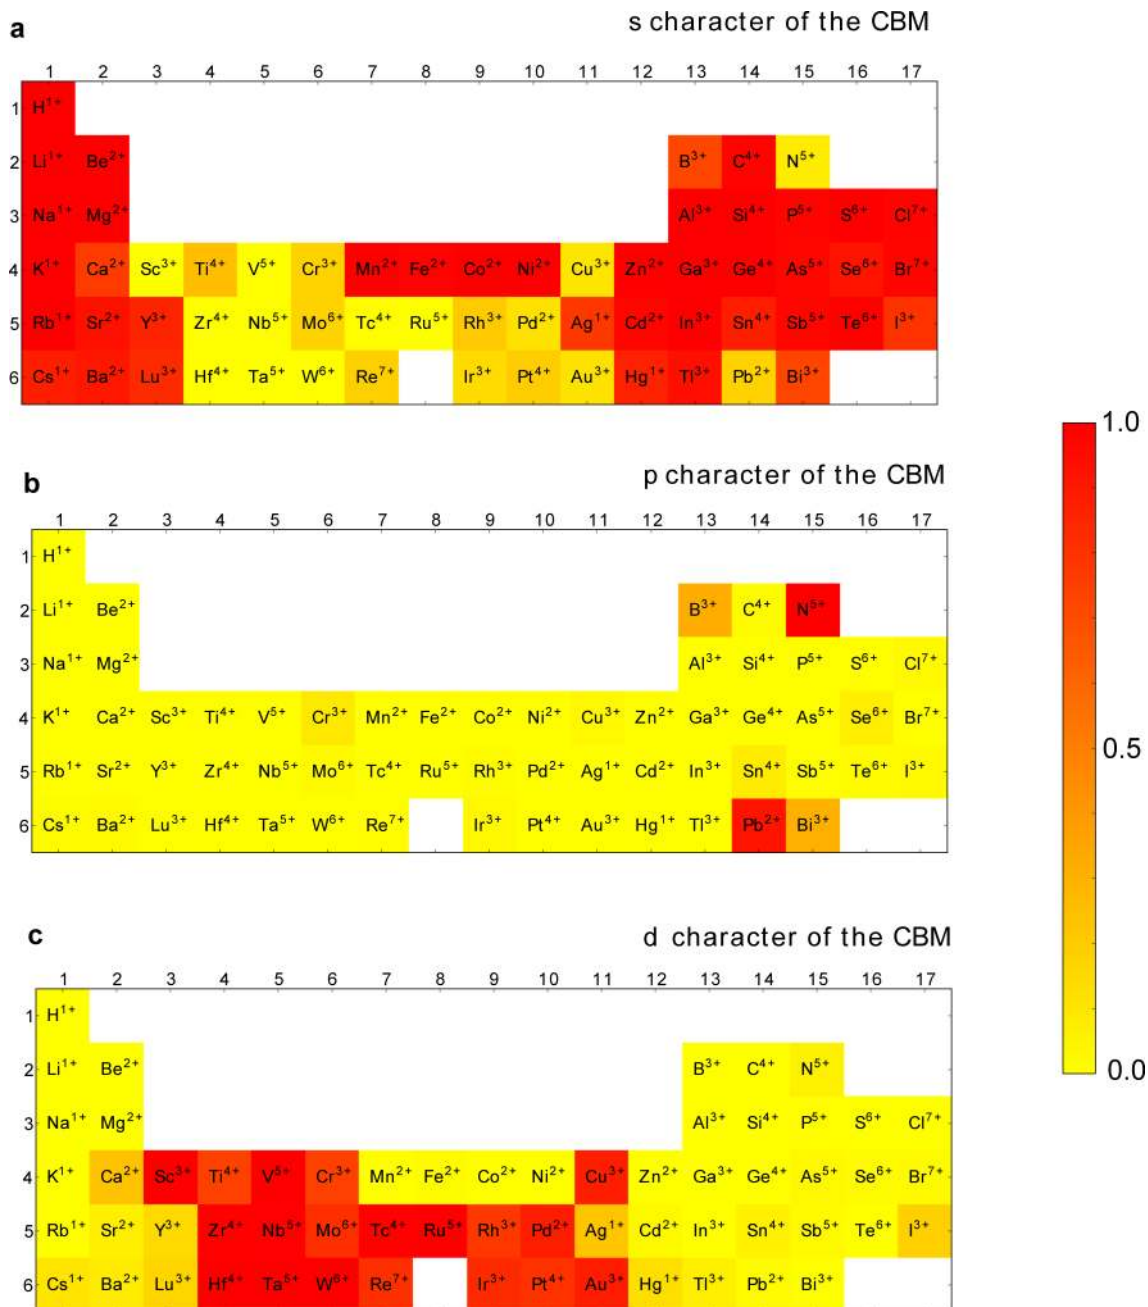 a
s character of the CBM
1 2 3 4 5 6 7 8 9 10 11 12 13 14 15 16 17
1 H¹⁺
2 Li¹⁺ Be²⁺ B³⁺ C⁴⁺ N⁵⁺
3 Na¹⁺ Mg²⁺ Al³⁺ Si⁴⁺ P⁵⁺ S⁶⁺ Cl⁷⁺
4 K¹⁺ Ca²⁺ Sc³⁺ Ti⁴⁺ V⁵⁺ Cr³⁺ Mn²⁺ Fe²⁺ Co²⁺ Ni²⁺ Cu³⁺ Zn²⁺ Ga³⁺ Ge⁴⁺ As⁵⁺ Se⁶⁺ Br⁷⁺
5 Rb¹⁺ Sr²⁺ Y³⁺ Zr⁴⁺ Nb⁵⁺ Mo⁶⁺ Tc⁴⁺ Ru⁵⁺ Rh³⁺ Pd²⁺ Ag¹⁺ Cd²⁺ In³⁺ Sn⁴⁺ Sb⁵⁺ Te⁶⁺ I³⁺
6 Cs¹⁺ Ba²⁺ Lu³⁺ Hf⁴⁺ Ta⁵⁺ W⁶⁺ Re⁷⁺ Ir³⁺ Pt⁴⁺ Au³⁺ Hg¹⁺ Tl³⁺ Pb²⁺ Bi³⁺
b
p character of the CBM
1 2 3 4 5 6 7 8 9 10 11 12 13 14 15 16 17
1 H¹⁺
2 Li¹⁺ Be²⁺ B³⁺ C⁴⁺ N⁵⁺
3 Na¹⁺ Mg²⁺ Al³⁺ Si⁴⁺ P⁵⁺ S⁶⁺ Cl⁷⁺
4 K¹⁺ Ca²⁺ Sc³⁺ Ti⁴⁺ V⁵⁺ Cr³⁺ Mn²⁺ Fe²⁺ Co²⁺ Ni²⁺ Cu³⁺ Zn²⁺ Ga³⁺ Ge⁴⁺ As⁵⁺ Se⁶⁺ Br⁷⁺
5 Rb¹⁺ Sr²⁺ Y³⁺ Zr⁴⁺ Nb⁵⁺ Mo⁶⁺ Tc⁴⁺ Ru⁵⁺ Rh³⁺ Pd²⁺ Ag¹⁺ Cd²⁺ In³⁺ Sn⁴⁺ Sb⁵⁺ Te⁶⁺ I³⁺
6 Cs¹⁺ Ba²⁺ Lu³⁺ Hf⁴⁺ Ta⁵⁺ W⁶⁺ Re⁷⁺ Ir³⁺ Pt⁴⁺ Au³⁺ Hg¹⁺ Tl³⁺ Pb²⁺ Bi³⁺
c
d character of the CBM
1 2 3 4 5 6 7 8 9 10 11 12 13 14 15 16 17
1 H¹⁺
2 Li¹⁺ Be²⁺ B³⁺ C⁴⁺ N⁵⁺
3 Na¹⁺ Mg²⁺ Al³⁺ Si⁴⁺ P⁵⁺ S⁶⁺ Cl⁷⁺
4 K¹⁺ Ca²⁺ Sc³⁺ Ti⁴⁺ V⁵⁺ Cr³⁺ Mn²⁺ Fe²⁺ Co²⁺ Ni²⁺ Cu³⁺ Zn²⁺ Ga³⁺ Ge⁴⁺ As⁵⁺ Se⁶⁺ Br⁷⁺
5 Rb¹⁺ Sr²⁺ Y³⁺ Zr⁴⁺ Nb⁵⁺ Mo⁶⁺ Tc⁴⁺ Ru⁵⁺ Rh³⁺ Pd²⁺ Ag¹⁺ Cd²⁺ In³⁺ Sn⁴⁺ Sb⁵⁺ Te⁶⁺ I³⁺
6 Cs¹⁺ Ba²⁺ Lu³⁺ Hf⁴⁺ Ta⁵⁺ W⁶⁺ Re⁷⁺ Ir³⁺ Pt⁴⁺ Au³⁺ Hg¹⁺ Tl³⁺ Pb²⁺ Bi³⁺
1.0
0.5
0.0